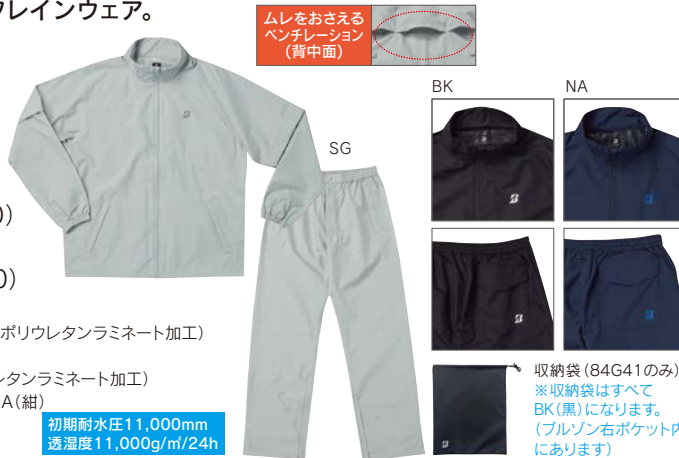 レインウェア。
ムレをおさえる
ベンチレーション
(背中面)
BK
NA
SG
0)
0)
ポリウレタンラミネート加工)
レタンラミネート加工)
A(紺)
初期耐水圧11,000mm
透湿度11,000g/㎡/24h
収納袋(84G41のみ)
※収納袋はすべて
BK(黒)になります。
(ブルゾン右ポケット内
にあります)